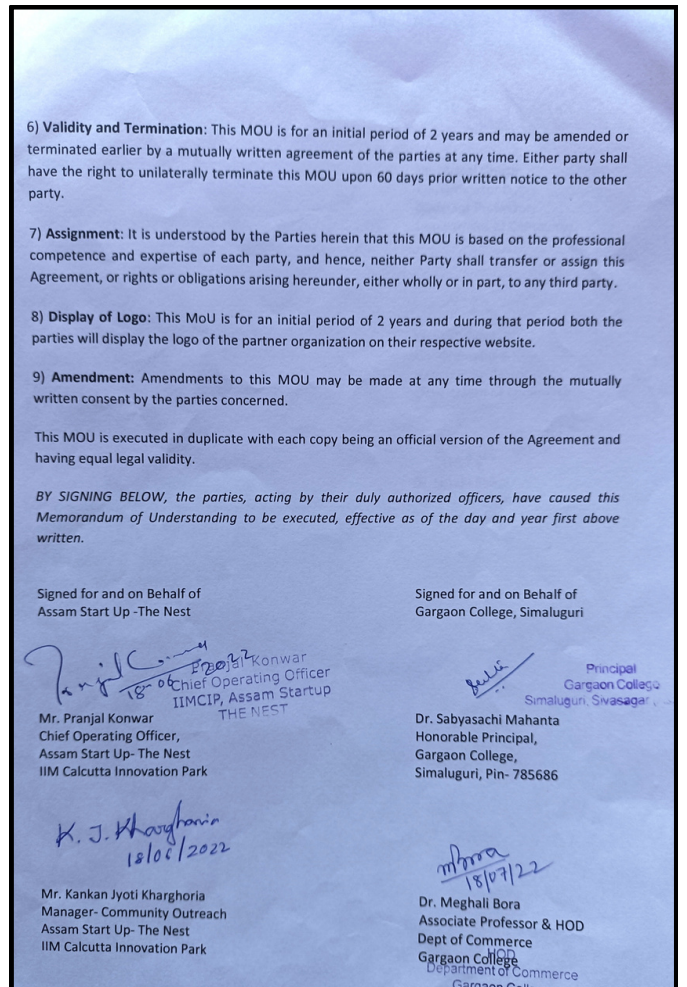 6) Validity and Termination: This MOU is for an initial period of 2 years and may be amended or
terminated earlier by a mutually written agreement of the parties at any time. Either party shall
have the right to unilaterally terminate this MOU upon 60 days prior written notice to the other
party.
7) Assignment: It is understood by the Parties herein that this MOU is based on the professional
competence and expertise of each party, and hence, neither Party shall transfer or assign this
Agreement, or rights or obligations arising hereunder, either wholly or in part, to any third party.
8) Display of Logo: This MoU is for an initial period of 2 years and during that period both the
parties will display the logo of the partner organization on their respective website.
9) Amendment: Amendments to this MOU may be made at any time through the mutually
written consent by the parties concerned.
This MOU is executed in duplicate with each copy being an official version of the Agreement and
having equal legal validity.
BY SIGNING BELOW, the parties, acting by their duly authorized officers, have caused this
Memorandum of Understanding to be executed, effective as of the day and year first above
written.
Signed for and on Behalf of
Assam Start Up -The Nest
Pranjal Konwar
18-06-2022
Chief Operating Officer
IIMCIP, Assam Startup
THE NEST
Mr. Pranjal Konwar
Chief Operating Officer,
Assam Start Up- The Nest
IIM Calcutta Innovation Park
K. J. Kharghoria
18/06/2022
Mr. Kankan Jyoti Kharghoria
Manager- Community Outreach
Assam Start Up- The Nest
IIM Calcutta Innovation Park
Signed for and on Behalf of
Gargaon College, Simaluguri
Principal
Gargaon College
Simaluguri, Sivasagar
Dr. Sabyasachi Mahanta
Honorable Principal,
Gargaon College,
Simaluguri, Pin- 785686
MBora
18/07/22
Dr. Meghali Bora
Associate Professor & HOD
Dept of Commerce
Gargaon College
HOD
Department of Commerce